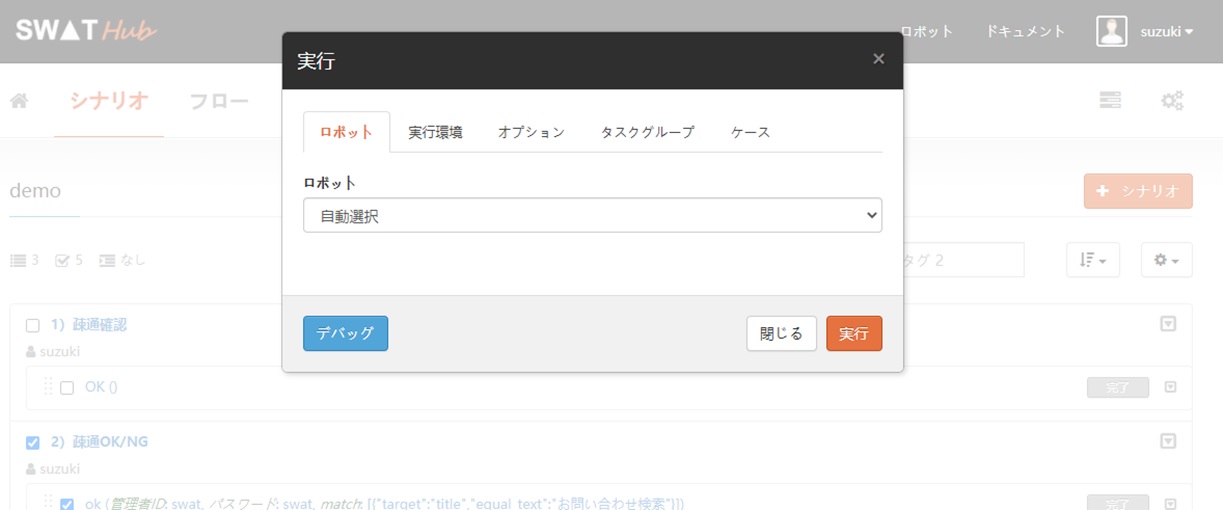 SWAT Hub
ロボット ドキュメント suzuki
実行 ×
シナリオ フロー
ロボット 実行環境 オプション タスクグループ ケース
ロボット
自動選択
demo
シナリオ
3 5 なし
タグ 2
デバッグ 閉じる 実行
1) 疎通確認
suzuki
OK ()
完了
2) 疎通OK/NG
suzuki
ok (管理者ID: swat, パスワード: swat, match: [{"target":"title","equal_text":"お問い合わせ検索"}])
完了